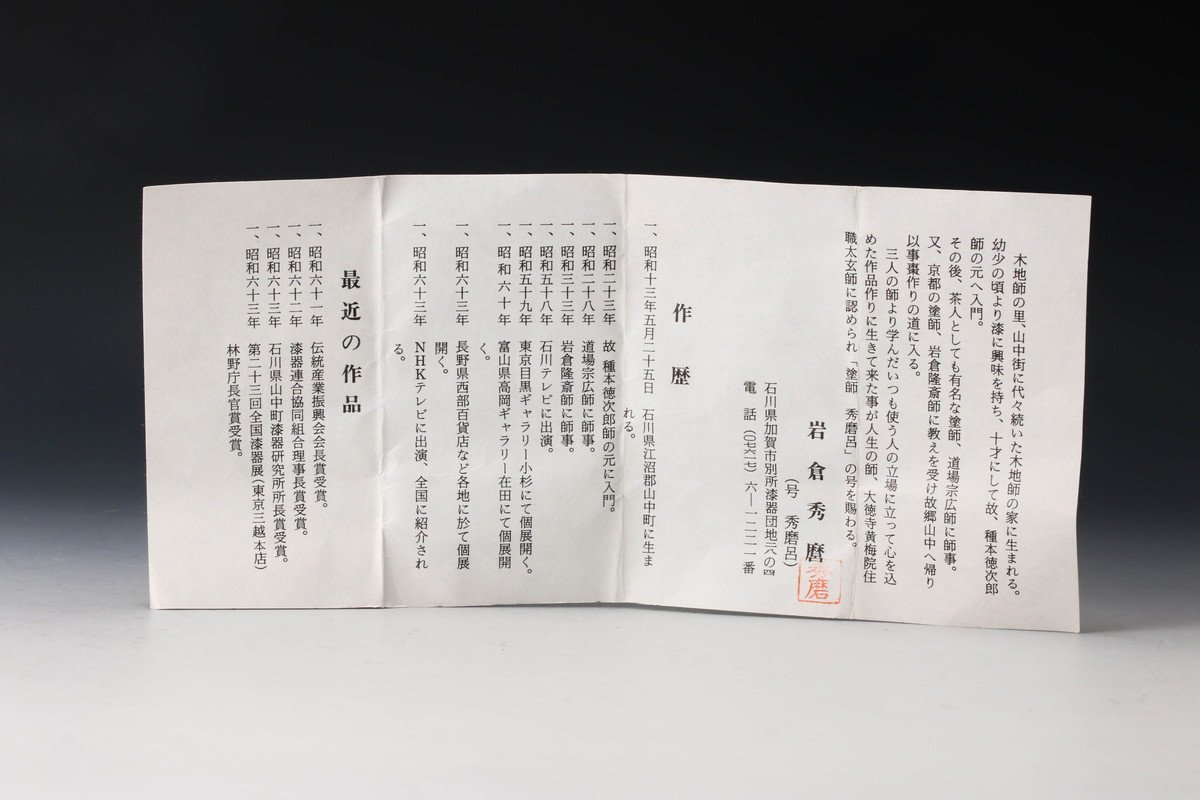 木地師の里、山中街に代々続いた木地師の家に生まれる。
幼少の頃より漆に興味を持ち、十才にして故、種本徳次郎
師の元へ入門。
その後、茶人としても有名な塗師、道場宗広師に師事。
又、京都の塗師、岩倉隆斎師に教えを受け故郷山中へ帰り
以事棗作りの道に入る。
三人の師より学んだいつも使う人の立場に立って心を込
めた作品作りに生きて来た事が人生の師、大徳寺黄梅院住
職太玄師に認められ「塗師　秀磨呂」の号を賜わる。
岩倉秀麿
（号　秀磨呂）
秀磨
石川県加賀市別所漆器団地三八の四
電話（〇七六一七）六―一二二一番
作歴
一、昭和十三年五月二十五日　石川県江沼郡山中町に生ま
れる。
一、昭和二十三年　故 種本徳次郎師の元に入門。
一、昭和二十八年　道場宗広師に師事。
一、昭和三十三年　岩倉隆斎師に師事。
一、昭和五十八年　石川テレビに出演。
一、昭和五十九年　東京目黒ギャラリー小杉にて個展開く。
一、昭和六十年　富山県高岡ギャラリー在田にて個展開
く。
一、昭和六十三年　長野県西部百貨店など各地に於て個展
開く。
一、昭和六十三年　NHKテレビに出演、全国に紹介され
る。
最近の作品
一、昭和六十一年　伝統産業振興会会長賞受賞。
一、昭和六十二年　漆器連合協同組合理事長賞受賞。
一、昭和六十三年　石川県山中町漆器研究所所長賞受賞。
一、昭和六十三年　第二十三回全国漆器展（東京三越本店）
林野庁長官賞受賞。